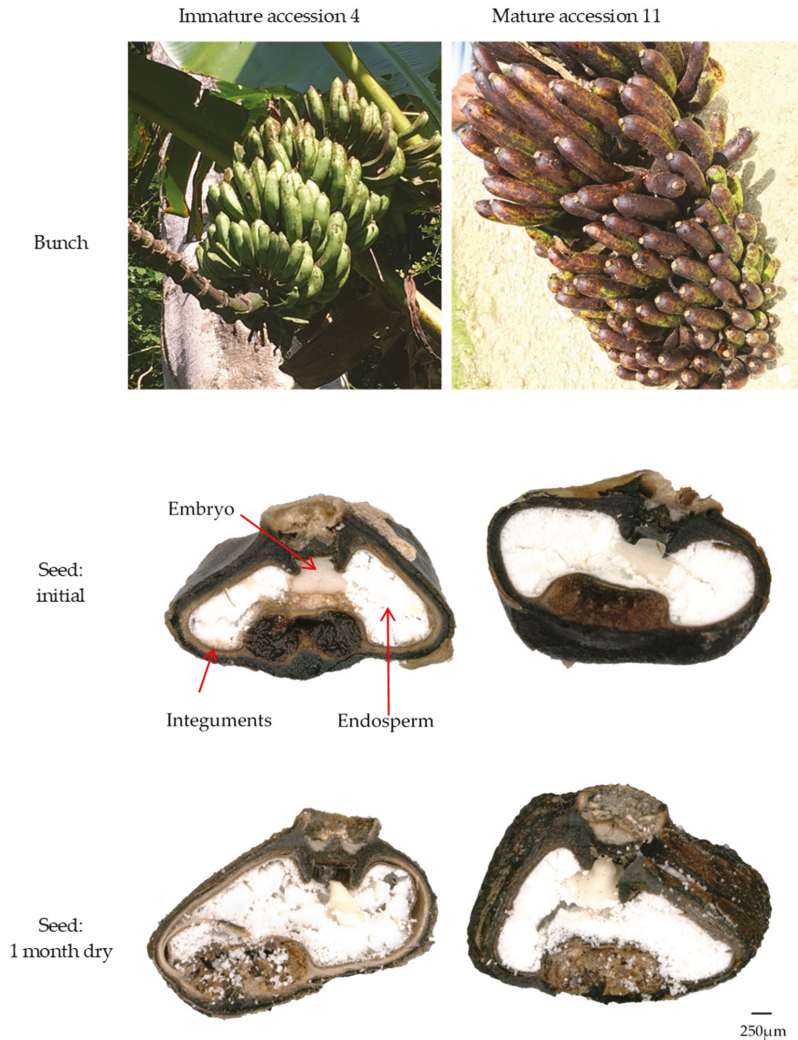 Immature accession 4
Mature accession 11
Bunch
Embryo
Seed:
initial
Integuments
Endosperm
Seed:
1 month dry
250µm